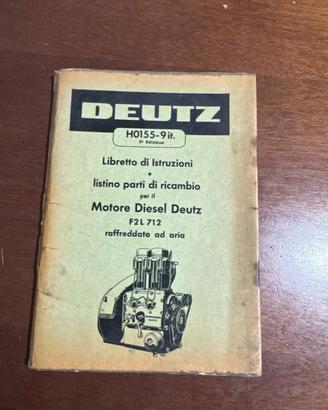 DEUTZ
H0155-9it.
2ª Edizione
Libretto di Istruzioni
•
listino parti di ricambio
per il
Motore Diesel Deutz
F2L 712
raffreddato ad aria